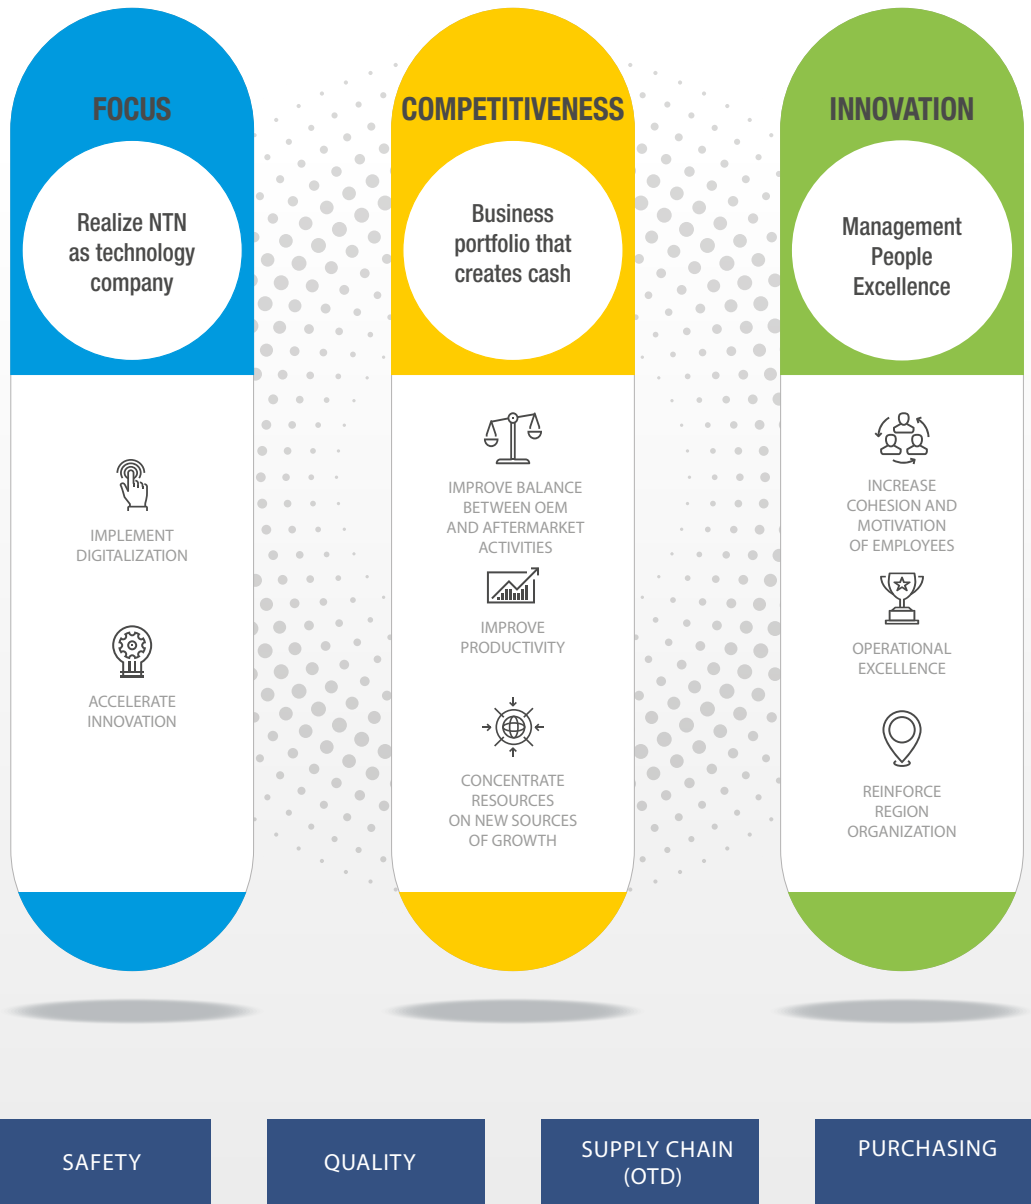 FOCUS
Realize NTN
as technology
company
IMPLEMENT
DIGITALIZATION
ACCELERATE
INNOVATION
COMPETITIVENESS
Business
portfolio that
creates cash
IMPROVE BALANCE
BETWEEN OEM
AND AFTERMARKET
ACTIVITIES
IMPROVE
PRODUCTIVITY
CONCENTRATE
RESOURCES
ON NEW SOURCES
OF GROWTH
INNOVATION
Management
People
Excellence
INCREASE
COHESION AND
MOTIVATION
OF EMPLOYEES
OPERATIONAL
EXCELLENCE
REINFORCE
REGION
ORGANIZATION
SAFETY
QUALITY
SUPPLY CHAIN
(OTD)
PURCHASING